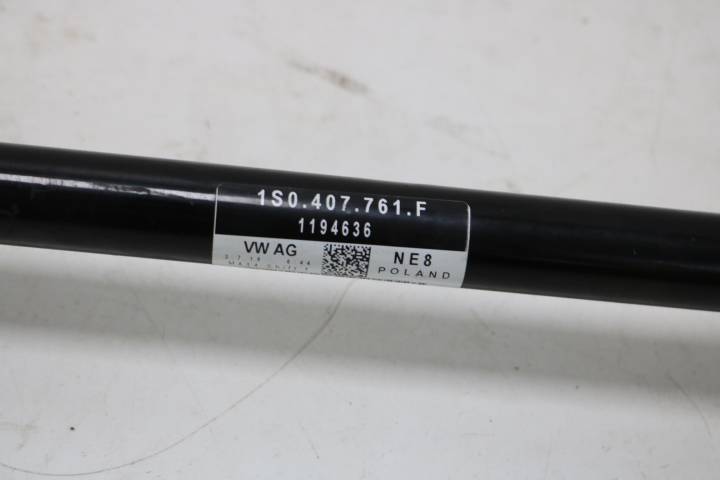 1S0.407.761.F
1194636
VW AG
NE8
POLAND